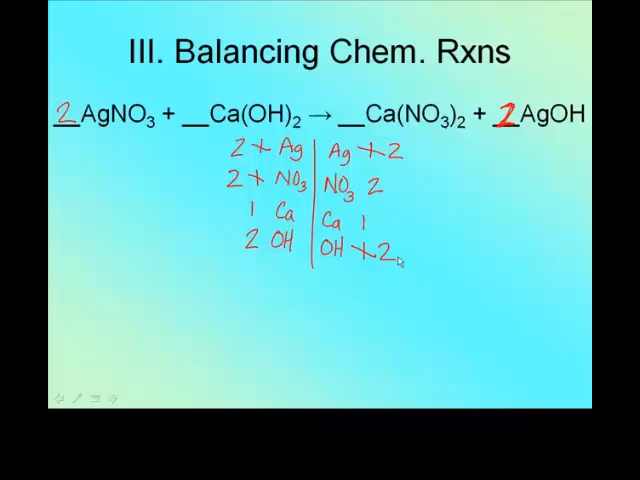 III. Balancing Chem. Rxns
2 AgNO₃ + __Ca(OH)₂ → __Ca(NO₃)₂ + 2 AgOH
2 1 Ag | Ag 1 2
2 1 NO₃ | NO₃ 2
1 Ca | Ca 1
2 OH | OH 1 2